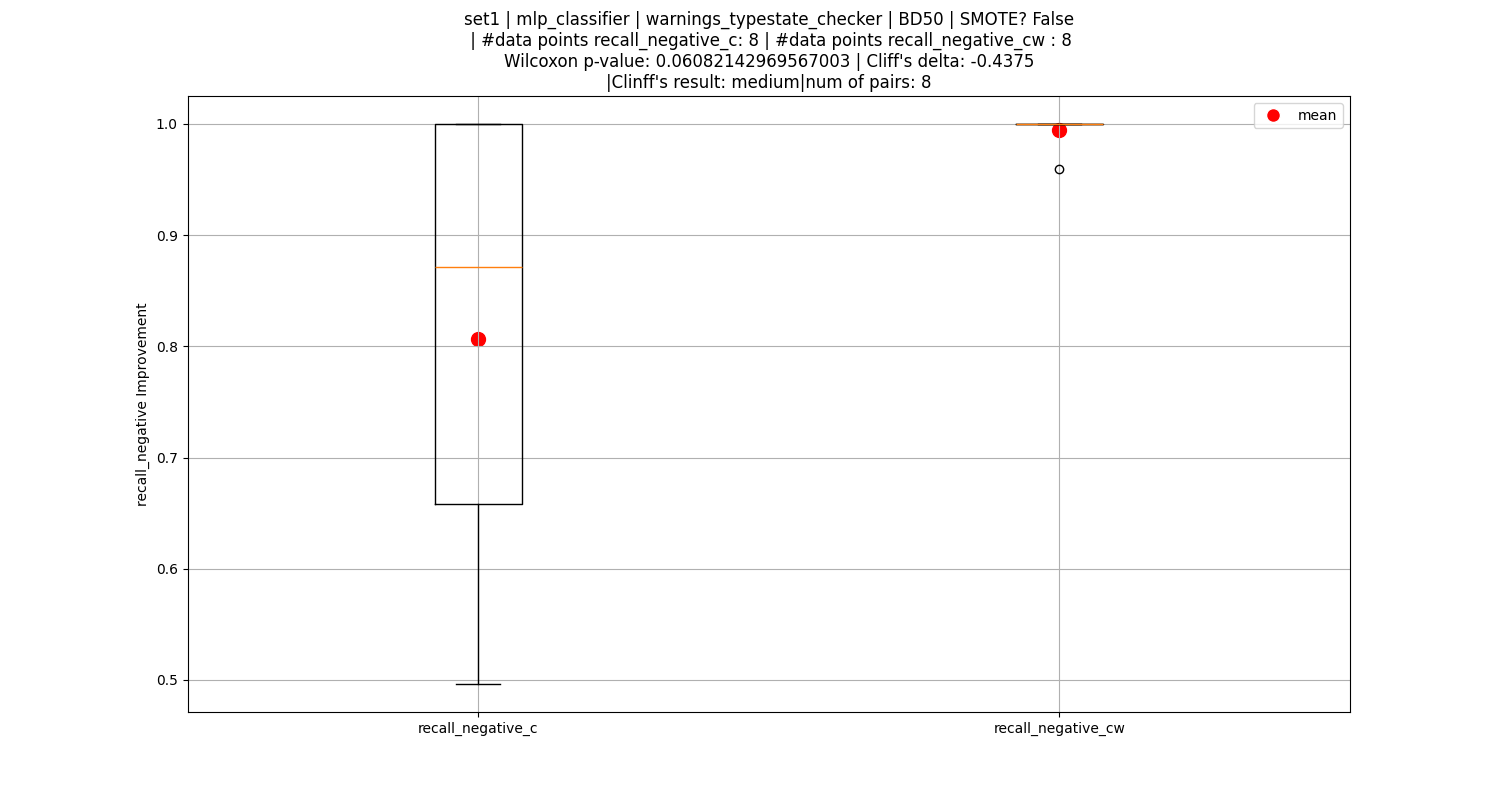 set1 | mlp_classifier | warnings_typestate_checker | BD50 | SMOTE? False
| #data points recall_negative_c: 8 | #data points recall_negative_cw : 8
Wilcoxon p-value: 0.06082142969567003 | Cliff's delta: -0.4375
|Clinff's result: medium|num of pairs: 8
mean
1.0
0.9
0.8
0.7
0.6
0.5
recall_negative Improvement
recall_negative_c
recall_negative_cw